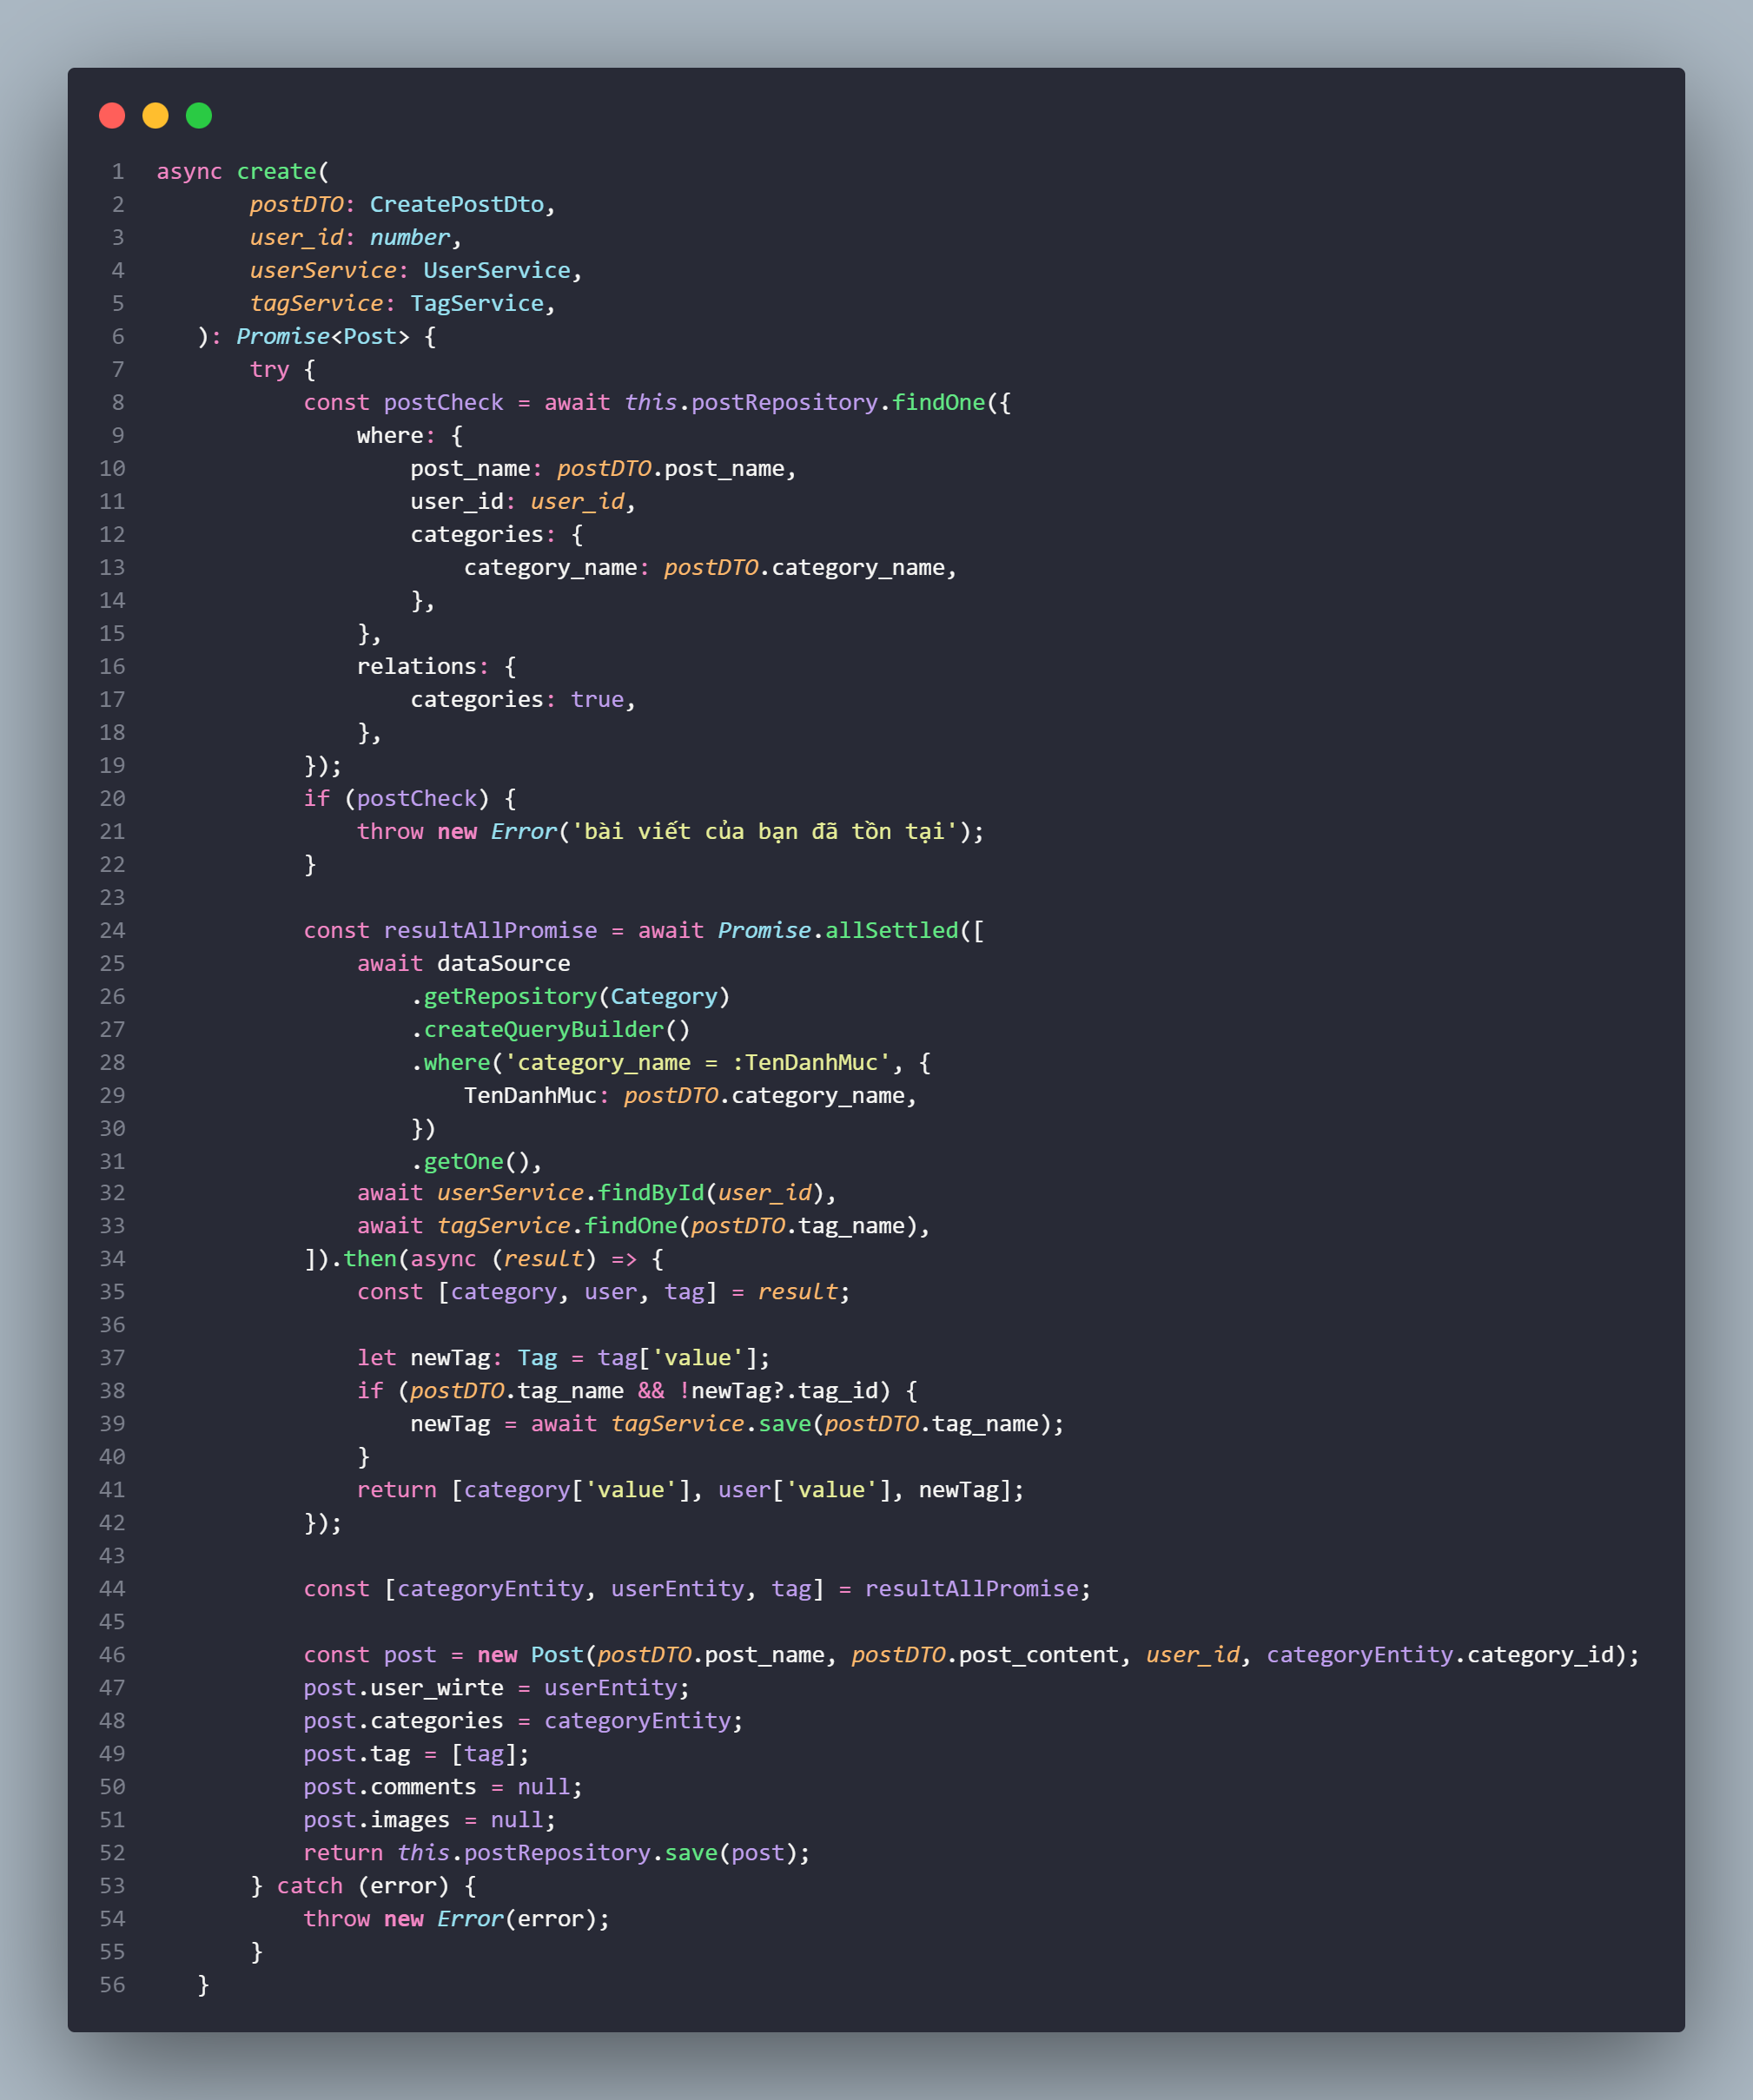 1 async create(
2 postDTO: CreatePostDto,
3 user_id: number,
4 userService: UserService,
5 tagService: TagService,
6 ): Promise<Post> {
7 try {
8 const postCheck = await this.postRepository.findOne({
9 where: {
10 post_name: postDTO.post_name,
11 user_id: user_id,
12 categories: {
13 category_name: postDTO.category_name,
14 },
15 },
16 relations: {
17 categories: true,
18 },
19 });
20 if (postCheck) {
21 throw new Error('bài viết của bạn đã tồn tại');
22 }
23
24 const resultAllPromise = await Promise.allSettled([
25 await dataSource
26 .getRepository(Category)
27 .createQueryBuilder()
28 .where('category_name = :TenDanhMuc', {
29 TenDanhMuc: postDTO.category_name,
30 })
31 .getOne(),
32 await userService.findById(user_id),
33 await tagService.findOne(postDTO.tag_name),
34 ]).then(async (result) => {
35 const [category, user, tag] = result;
36
37 let newTag: Tag = tag['value'];
38 if (postDTO.tag_name && !newTag?.tag_id) {
39 newTag = await tagService.save(postDTO.tag_name);
40 }
41 return [category['value'], user['value'], newTag];
42 });
43
44 const [categoryEntity, userEntity, tag] = resultAllPromise;
45
46 const post = new Post(postDTO.post_name, postDTO.post_content, user_id, categoryEntity.category_id);
47 post.user_wirte = userEntity;
48 post.categories = categoryEntity;
49 post.tag = [tag];
50 post.comments = null;
51 post.images = null;
52 return this.postRepository.save(post);
53 } catch (error) {
54 throw new Error(error);
55 }
56 }